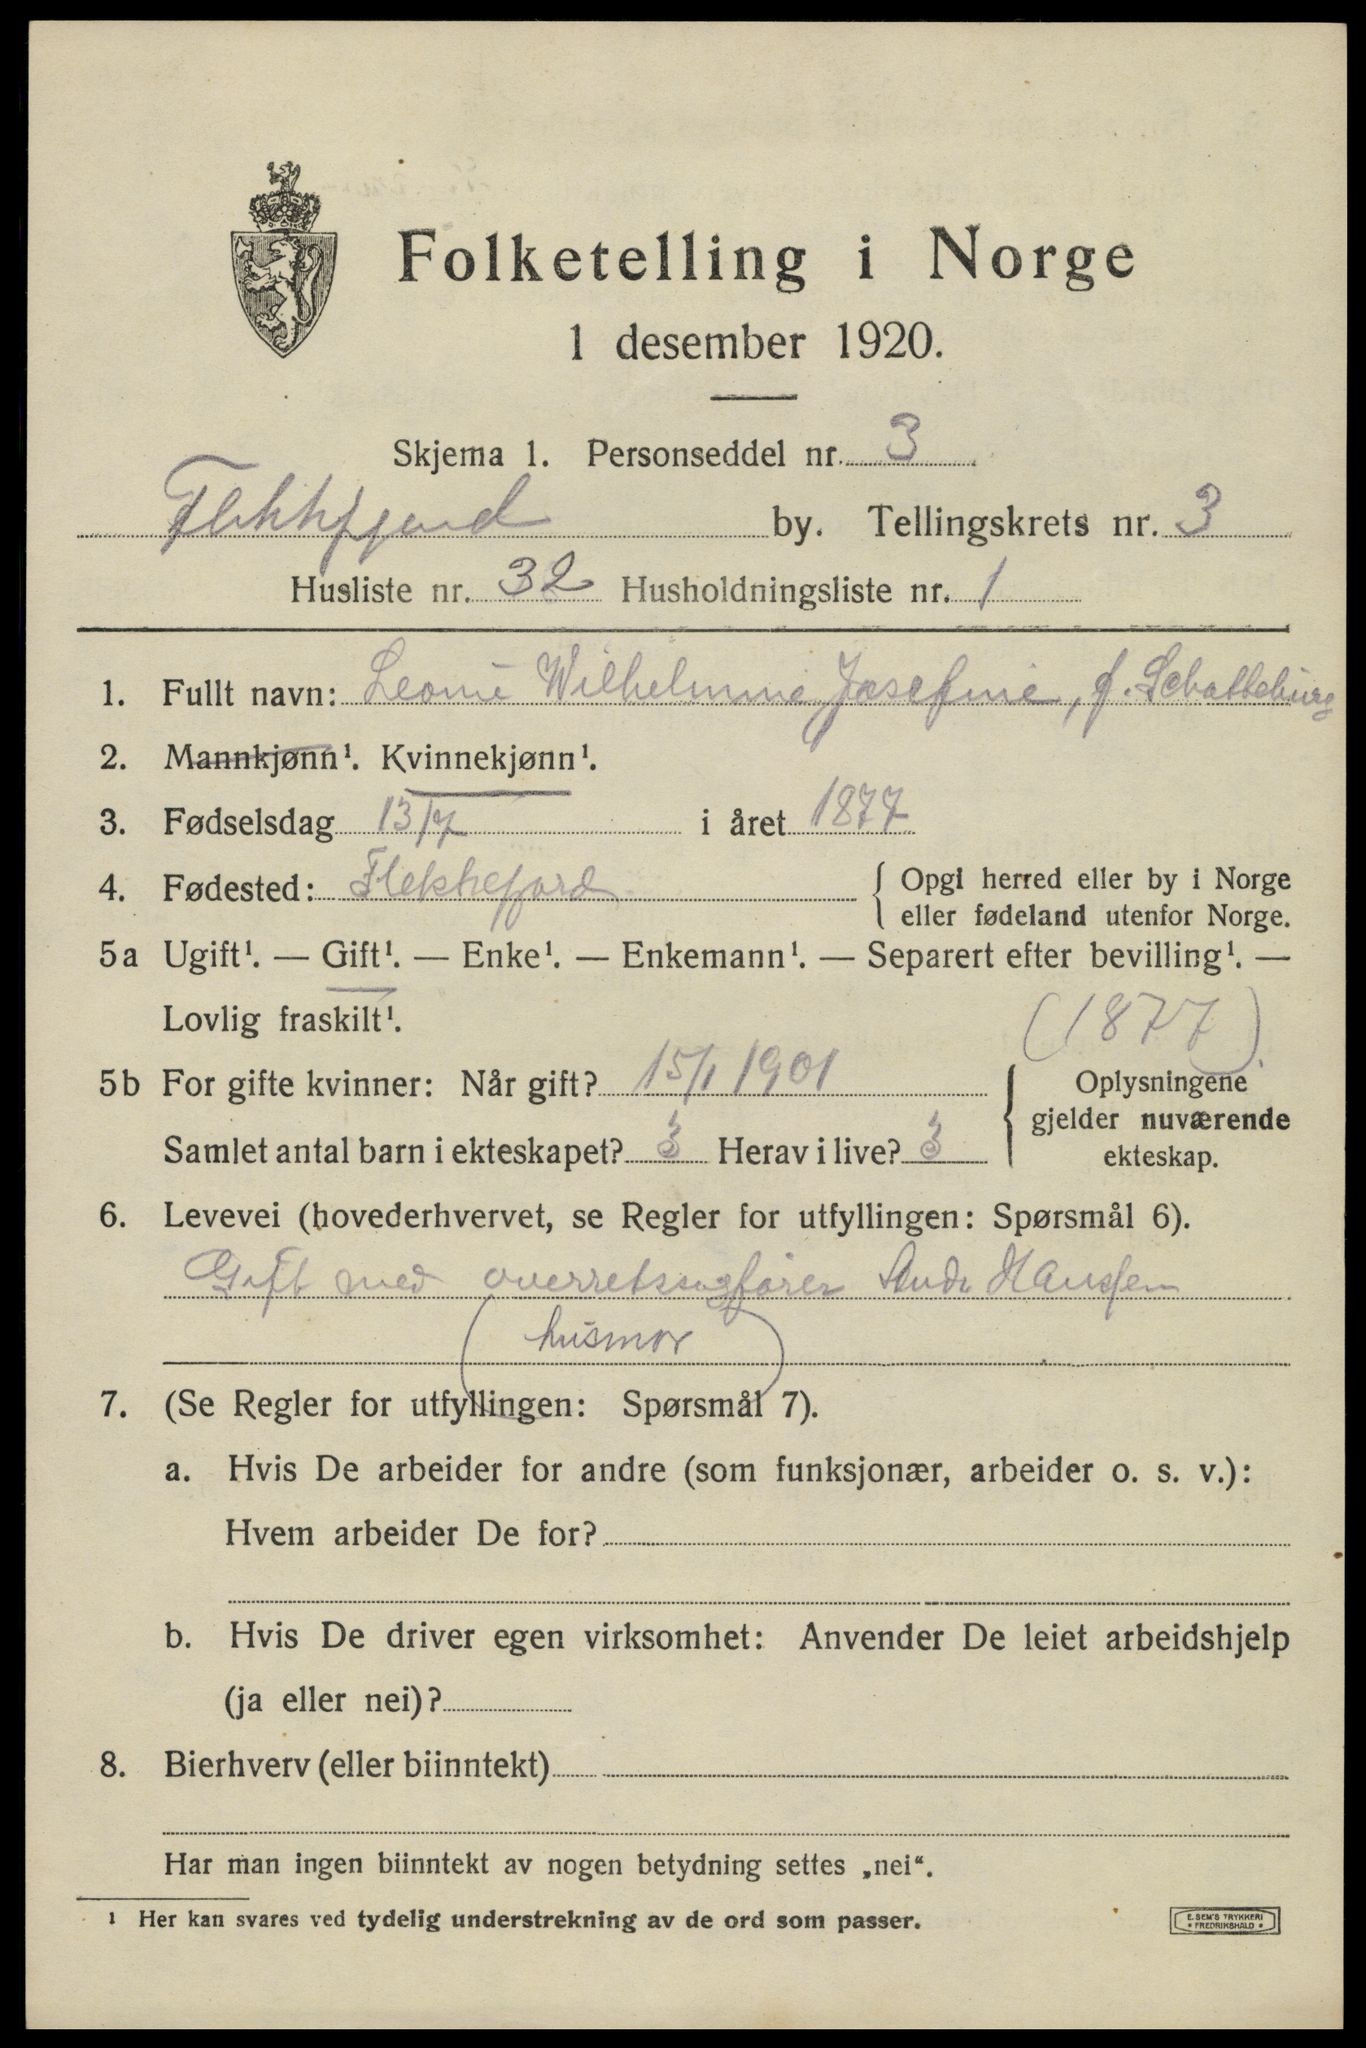 Folketelling i Norge
1 desember 1920.
Skjema 1. Personseddel nr. 3
Flekkefjord by. Tellingskrets nr. 3
Husliste nr. 32 Husholdningsliste nr. 1
1. Fullt navn: Leonie Wilhelmine Josefine, f. Schatteburg
2. Mannkjønn¹. Kvinnekjønn¹.
3. Fødselsdag 13/7 i året 1877
4. Fødested: Flekkefjord { Opgi herred eller by i Norge
eller fødeland utenfor Norge.
5a Ugift¹. — Gift¹. — Enke¹. — Enkemann¹. — Separert efter bevilling¹. —
Lovlig fraskilt¹.
(1877)
5b For gifte kvinner: Når gift? 15/1 1901 { Oplysningene
gjelder nuværende
ekteskap.
Samlet antal barn i ekteskapet? 3 Herav i live? 3
6. Levevei (hovederhvervet, se Regler for utfyllingen: Spørsmål 6).
Gift med overretssagfører Hanssen
(husmor)
7. (Se Regler for utfyllingen: Spørsmål 7).
a. Hvis De arbeider for andre (som funksjonær, arbeider o. s. v.):
Hvem arbeider De for?
b. Hvis De driver egen virksomhet: Anvender De leiet arbeidshjelp
(ja eller nei)?
8. Bierhverv (eller biinntekt)
Har man ingen biinntekt av nogen betydning settes „nei“.
¹ Her kan svares ved tydelig understrekning av de ord som passer.
E. SEM'S TRYKKERI
* FREDRIKSHALD *